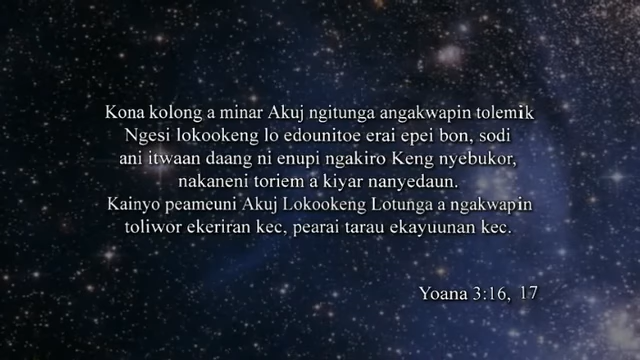 Kona kolong a minar Akuj ngitunga angakwapin tolemik
Ngesi lokookeng lo edounitoe erai epei bon, sodi
ani itwaan daang ni enupi ngakiro Keng nyebukor,
nakaneni toriem a kiyar nanyedaun.
Kainyo peameuni Akuj Lokookeng Lotunga a ngakwapin
toliwor ekeriran kec, pearai tarau ekayuunan kec.
Yoana 3:16, 17